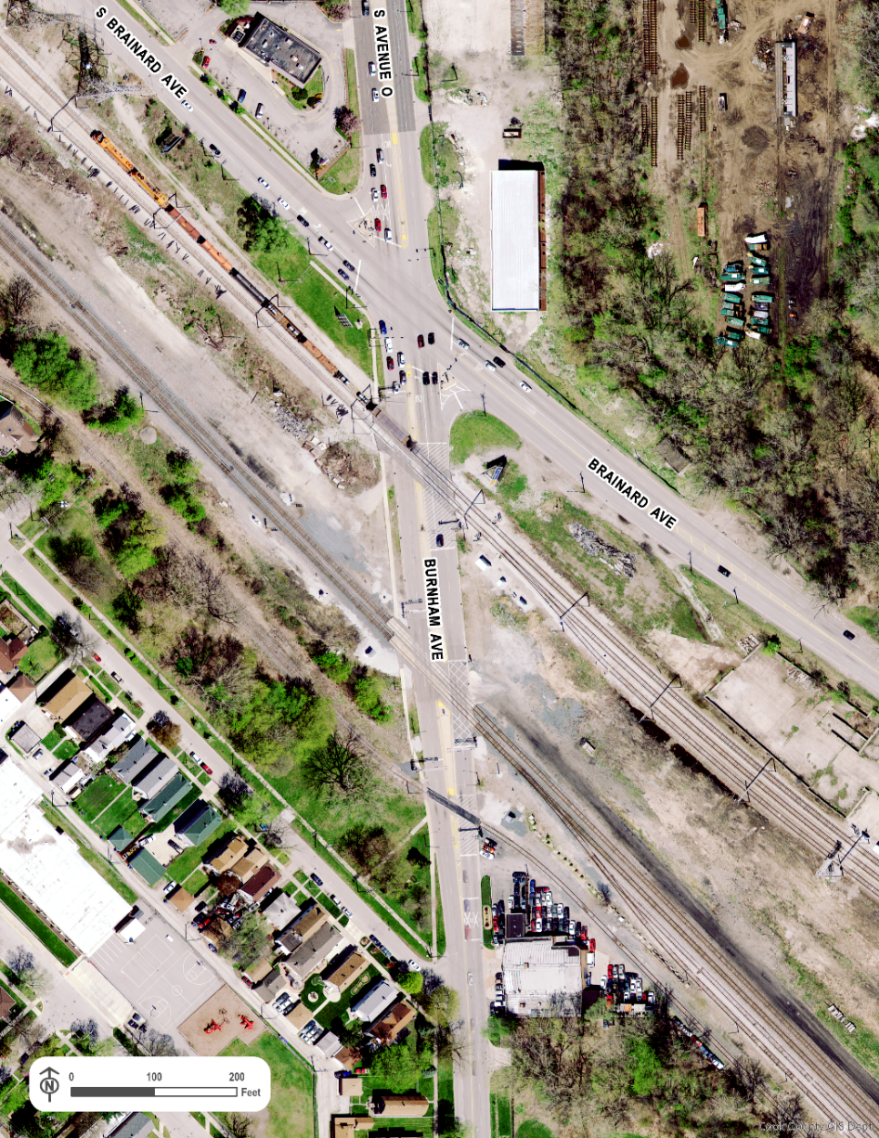 S BRAINARD AVE
S AVENUE O
BRAINARD AVE
BURNHAM AVE
N
0 100 200
Feet
Cook County GIS Dept